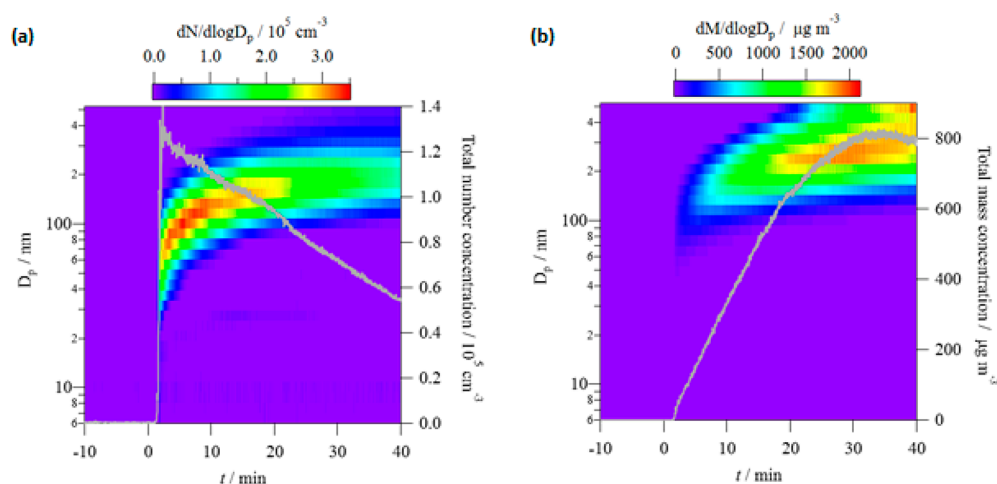 (a)
dN/dlogDp / 10⁵ cm⁻³
0.0 1.0 2.0 3.0
4
2
100
8
6
4
2
10
8
6
Dp / nm
1.4
1.2
1.0
0.8
0.6
0.4
0.2
0.0
Total number concentration / 10⁵ cm⁻³
-10 0 10 20 30 40
t / min
(b)
dM/dlogDp / μg m⁻³
0 500 1000 1500 2000
4
2
100
8
6
4
2
10
8
6
Dp / nm
800
600
400
200
0
Total mass concentration / μg m⁻³
-10 0 10 20 30 40
t / min